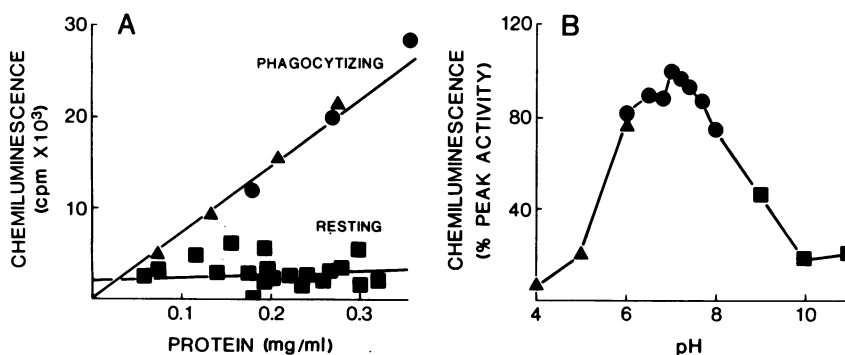 A
CHEMILUMINESCENCE
(cpm X10³)
30
20
10
PHAGOCYTIZING
RESTING
0.1
0.2
0.3
PROTEIN (mg/ml)
B
CHEMILUMINESCENCE
(% PEAK ACTIVITY)
120
80
40
4
6
8
10
pH